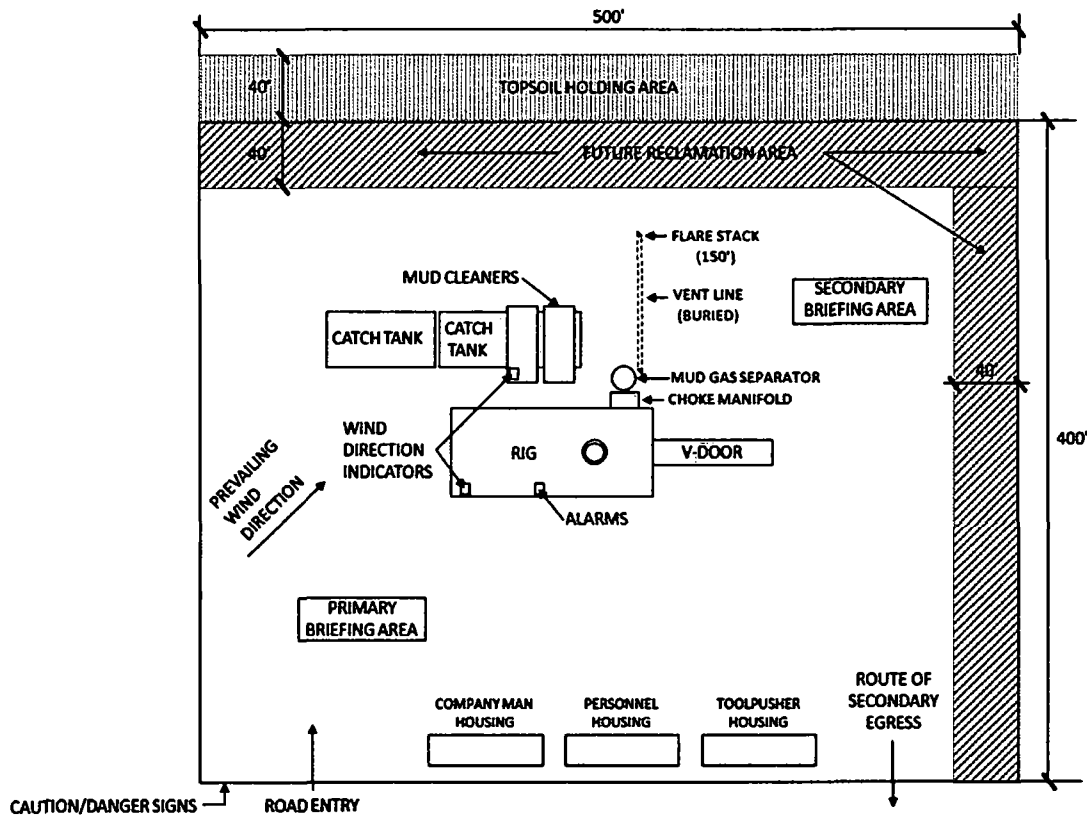 500'
40'
TOPSOIL HOLDING AREA
40'
FUTURE RECLAMATION AREA
FLARE STACK
(150')
MUD CLEANERS
VENT LINE
(BURIED)
SECONDARY
BRIEFING AREA
CATCH TANK
CATCH
TANK
MUD GAS SEPARATOR
CHOKE MANIFOLD
40'
400'
WIND
DIRECTION
INDICATORS
RIG
V-DOOR
PREVAILING
WIND
DIRECTION
ALARMS
PRIMARY
BRIEFING AREA
COMPANY MAN
HOUSING
PERSONNEL
HOUSING
TOOLPUSHER
HOUSING
ROUTE OF
SECONDARY
EGRESS
CAUTION/DANGER SIGNS
ROAD ENTRY